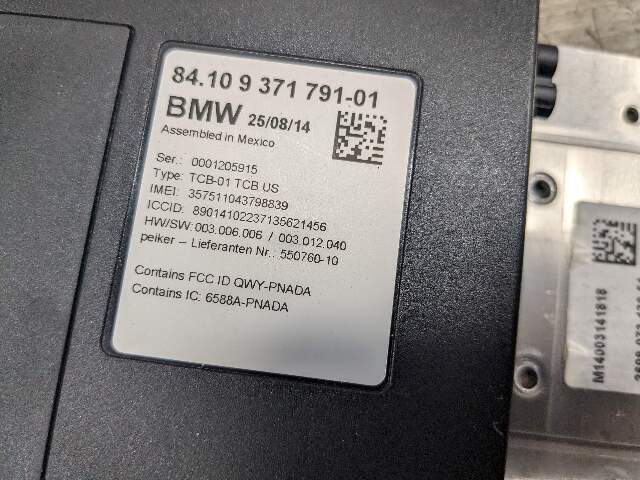 84.10 9 371 791-01
BMW 25/08/14
Assembled in Mexico
Ser.: 0001205915
Type: TCB-01 TCB US
IMEI: 357511043798839
ICCID: 89014102237135621456
HW/SW: 003.006.006 / 003.012.040
peiker – Lieferanten Nr.: 550760-10
Contains FCC ID QWY-PNADA
Contains IC: 6588A-PNADA
M14003141818